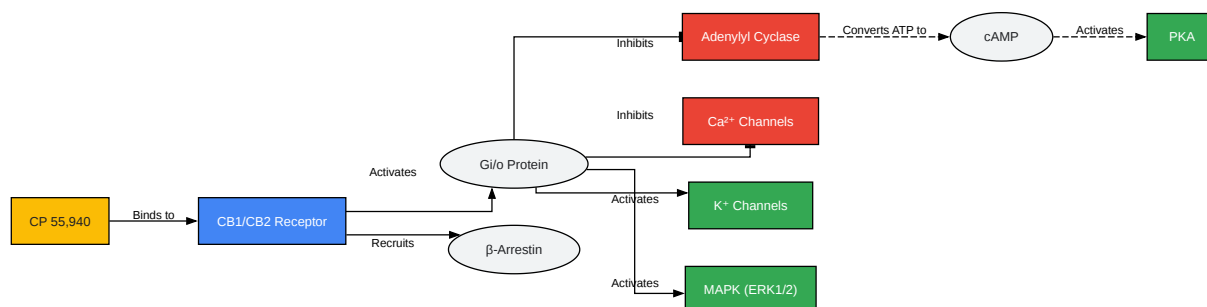 CP 55,940
Binds to
CB1/CB2 Receptor
Activates
Recruits
Gi/o Protein
β-Arrestin
Inhibits
Adenylyl Cyclase
Converts ATP to
cAMP
Activates
PKA
Inhibits
Ca²⁺ Channels
Activates
K⁺ Channels
Activates
MAPK (ERK1/2)